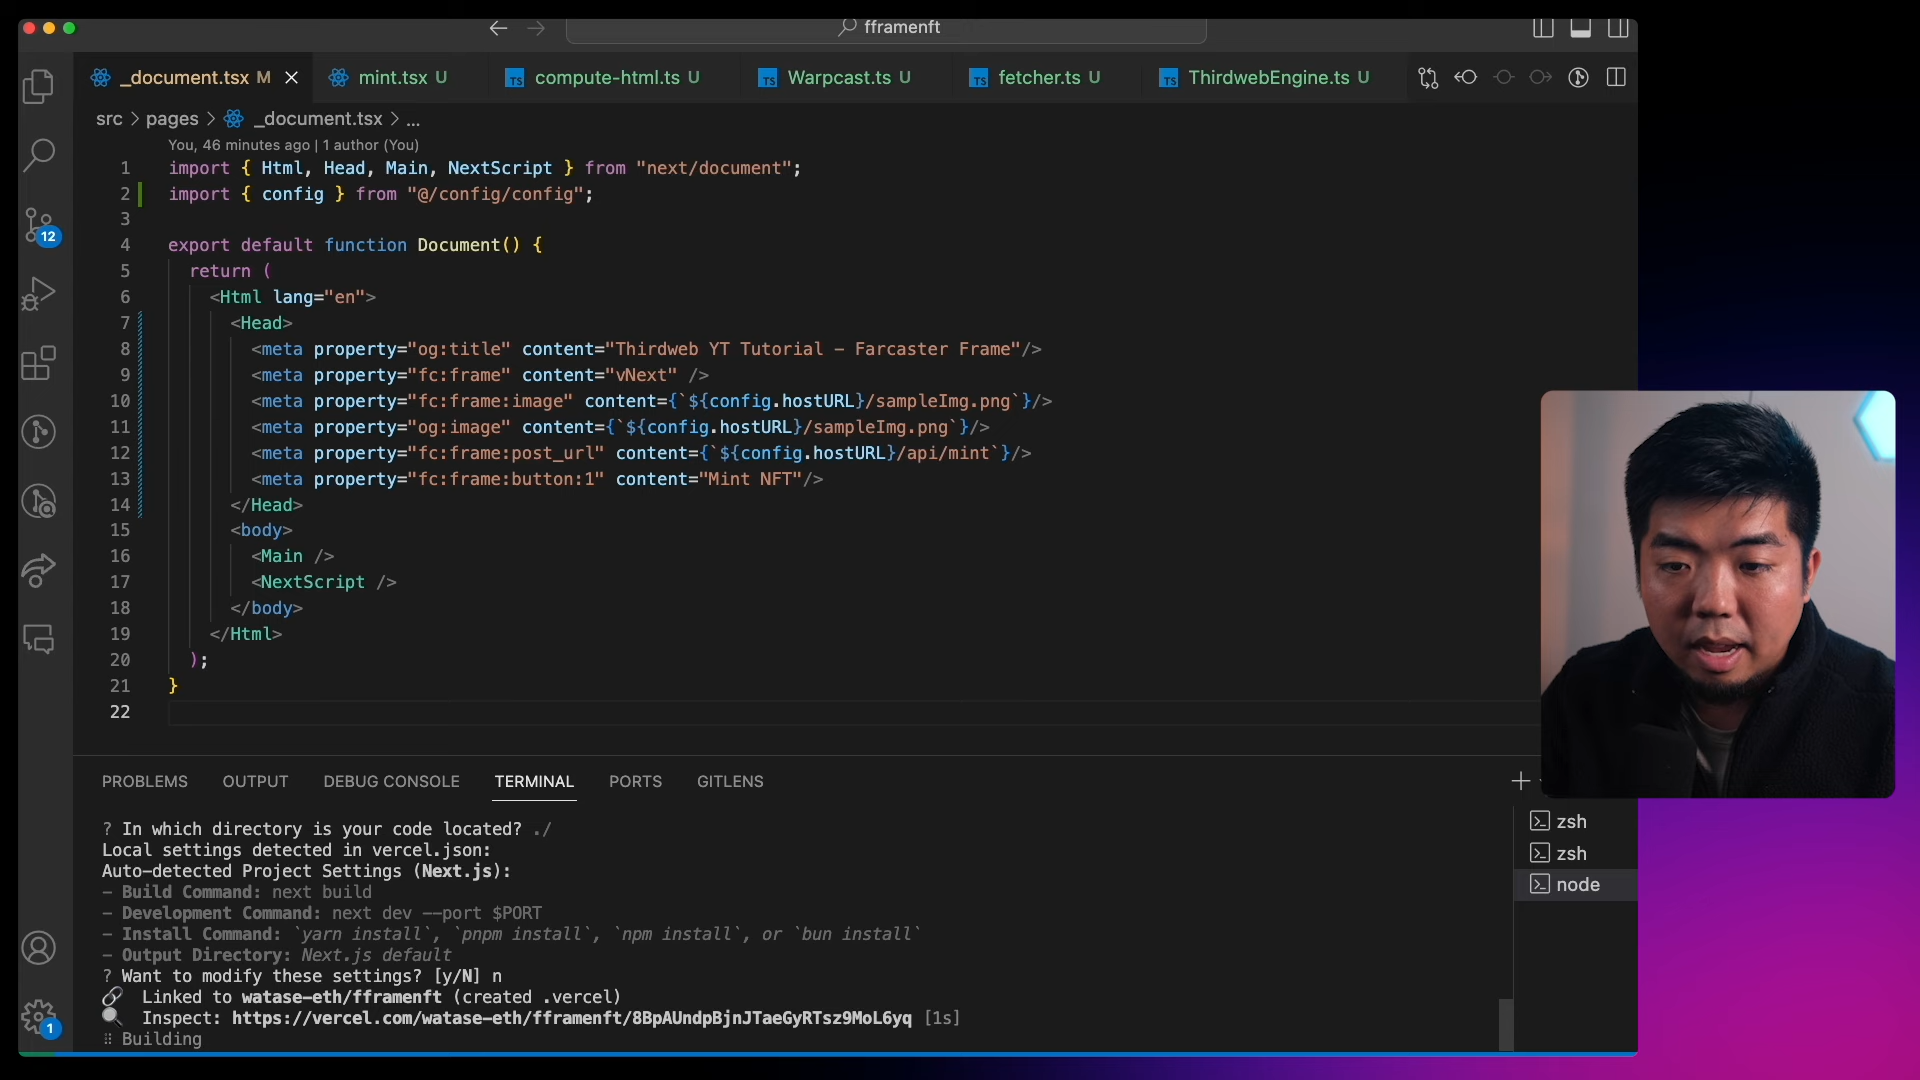 fframenft
_document.tsx M
mint.tsx U
TS compute-html.ts U
TS Warpcast.ts U
TS fetcher.ts U
TS ThirdwebEngine.ts U
src > pages > _document.tsx > ...
You, 46 minutes ago | 1 author (You)
1 import { Html, Head, Main, NextScript } from "next/document";
2 import { config } from "@/config/config";
3
4 export default function Document() {
5 return (
6 <Html lang="en">
7 <Head>
8 <meta property="og:title" content="Thirdweb YT Tutorial – Farcaster Frame"/>
9 <meta property="fc:frame" content="vNext" />
10 <meta property="fc:frame:image" content={`${config.hostURL}/sampleImg.png`}/>
11 <meta property="og:image" content={`${config.hostURL}/sampleImg.png`}/>
12 <meta property="fc:frame:post_url" content={`${config.hostURL}/api/mint`}/>
13 <meta property="fc:frame:button:1" content="Mint NFT"/>
14 </Head>
15 <body>
16 <Main />
17 <NextScript />
18 </body>
19 </Html>
20 );
21 }
22
12
1
PROBLEMS OUTPUT DEBUG CONSOLE TERMINAL PORTS GITLENS
? In which directory is your code located? ./
Local settings detected in vercel.json:
Auto-detected Project Settings (Next.js):
- Build Command: next build
- Development Command: next dev --port $PORT
- Install Command: `yarn install`, `pnpm install`, `npm install`, or `bun install`
- Output Directory: Next.js default
? Want to modify these settings? [y/N] n
Linked to watase-eth/fframenft (created .vercel)
Inspect: https://vercel.com/watase-eth/fframenft/8BpAUndpBjnJTaeGyRTsz9MoL6yq [1s]
Building
zsh
zsh
node